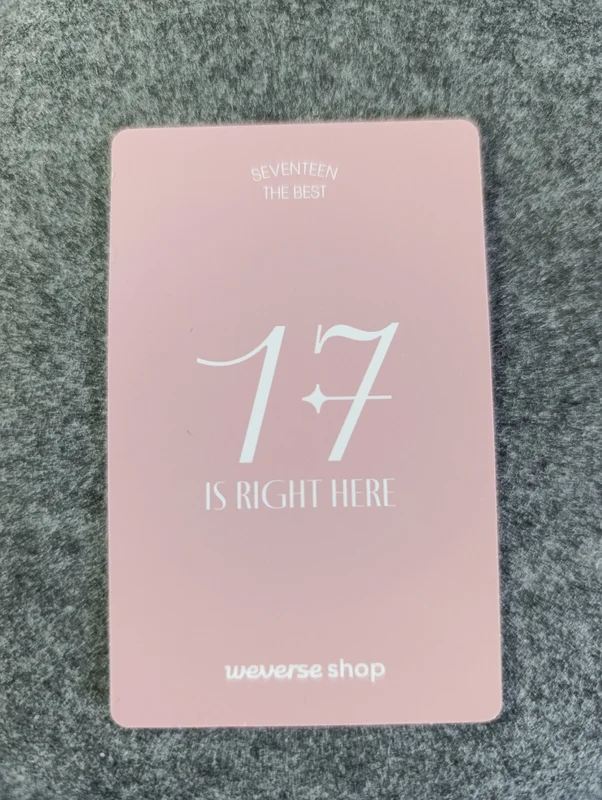 SEVENTEEN
THE BEST
17
IS RIGHT HERE
weverse shop